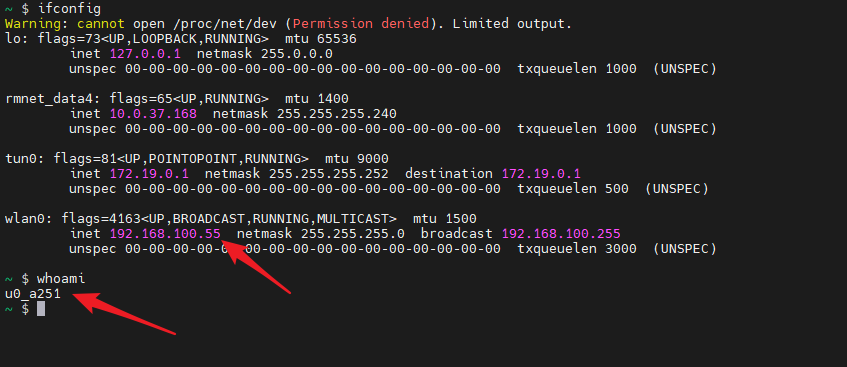 ~ $ ifconfig
Warning: cannot open /proc/net/dev (Permission denied). Limited output.
lo: flags=73<UP,LOOPBACK,RUNNING>  mtu 65536
        inet 127.0.0.1  netmask 255.0.0.0
        unspec 00-00-00-00-00-00-00-00-00-00-00-00-00-00-00-00  txqueuelen 1000  (UNSPEC)
rmnet_data4: flags=65<UP,RUNNING>  mtu 1400
        inet 10.0.37.168  netmask 255.255.255.240
        unspec 00-00-00-00-00-00-00-00-00-00-00-00-00-00-00-00  txqueuelen 1000  (UNSPEC)
tun0: flags=81<UP,POINTOPOINT,RUNNING>  mtu 9000
        inet 172.19.0.1  netmask 255.255.255.252  destination 172.19.0.1
        unspec 00-00-00-00-00-00-00-00-00-00-00-00-00-00-00-00  txqueuelen 500  (UNSPEC)
wlan0: flags=4163<UP,BROADCAST,RUNNING,MULTICAST>  mtu 1500
        inet 192.168.100.55  netmask 255.255.255.0  broadcast 192.168.100.255
        unspec 00-00-00-00-00-00-00-00-00-00-00-00-00-00-00-00  txqueuelen 3000  (UNSPEC)
~ $ whoami
u0_a251
~ $